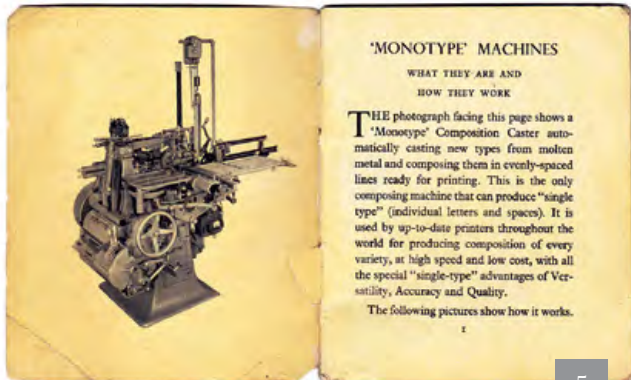 'MONOTYPE' MACHINES
WHAT THEY ARE AND
HOW THEY WORK
THE photograph facing this page shows a
'Monotype' Composition Caster auto-
matically casting new types from molten
metal and composing them in evenly-spaced
lines ready for printing. This is the only
composing machine that can produce "single
type" (individual letters and spaces). It is
used by up-to-date printers throughout the
world for producing composition of every
variety, at high speed and low cost, with all
the special "single-type" advantages of Ver-
satility, Accuracy and Quality.
The following pictures show how it works.
1
5